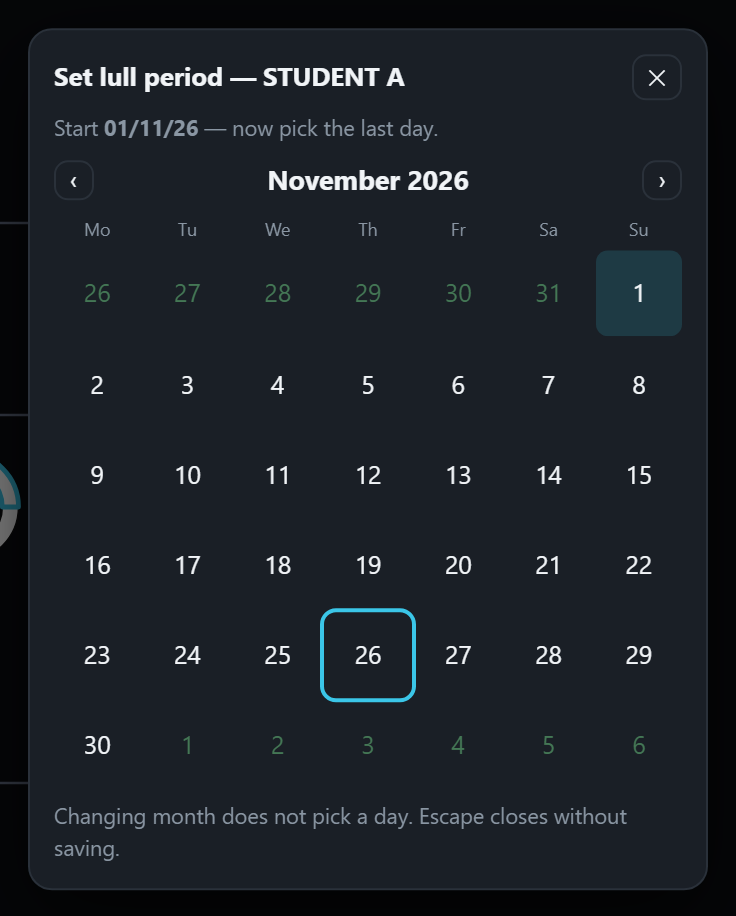 Set lull period — STUDENT A ×
Start 01/11/26 — now pick the last day.
‹ November 2026 ›
Mo Tu We Th Fr Sa Su
26 27 28 29 30 31 1
2 3 4 5 6 7 8
9 10 11 12 13 14 15
16 17 18 19 20 21 22
23 24 25 26 27 28 29
30 1 2 3 4 5 6
Changing month does not pick a day. Escape closes without
saving.